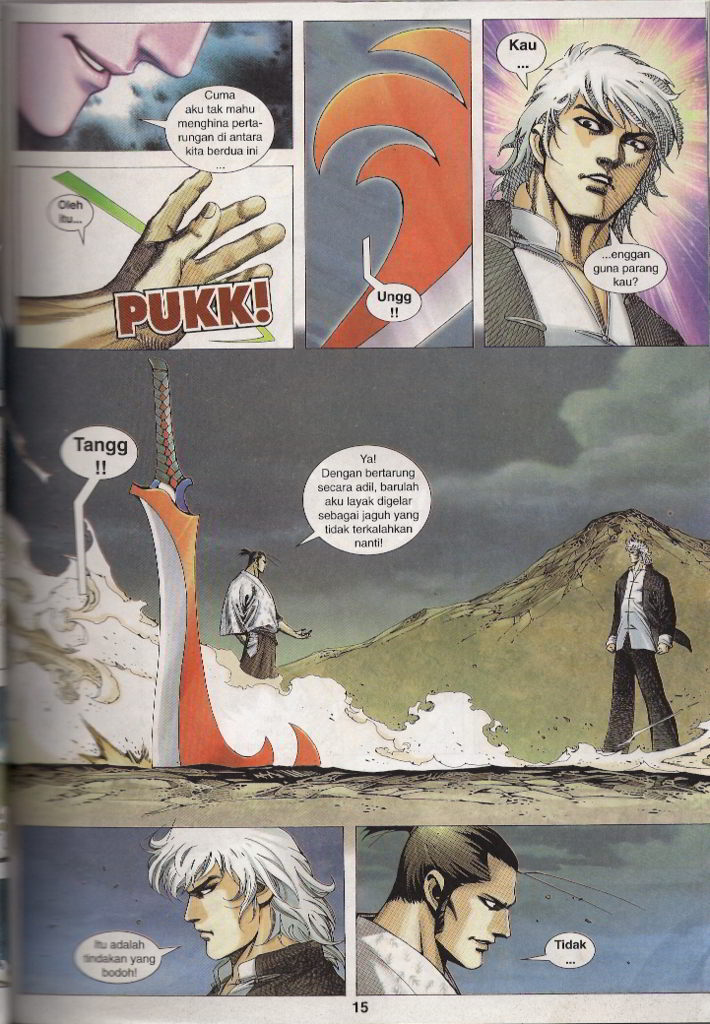 Cuma
aku tak mahu
menghina perta-
rungan di antara
kita berdua ini
...
Oleh
itu...
PUKK!
Ungg
!!
Kau
...
...enggan
guna parang
kau?
Tangg
!!
Ya!
Dengan bertarung
secara adil, barulah
aku layak digelar
sebagai jaguh yang
tidak terkalahkan
nanti!
Itu adalah
tindakan yang
bodoh!
Tidak
...
15